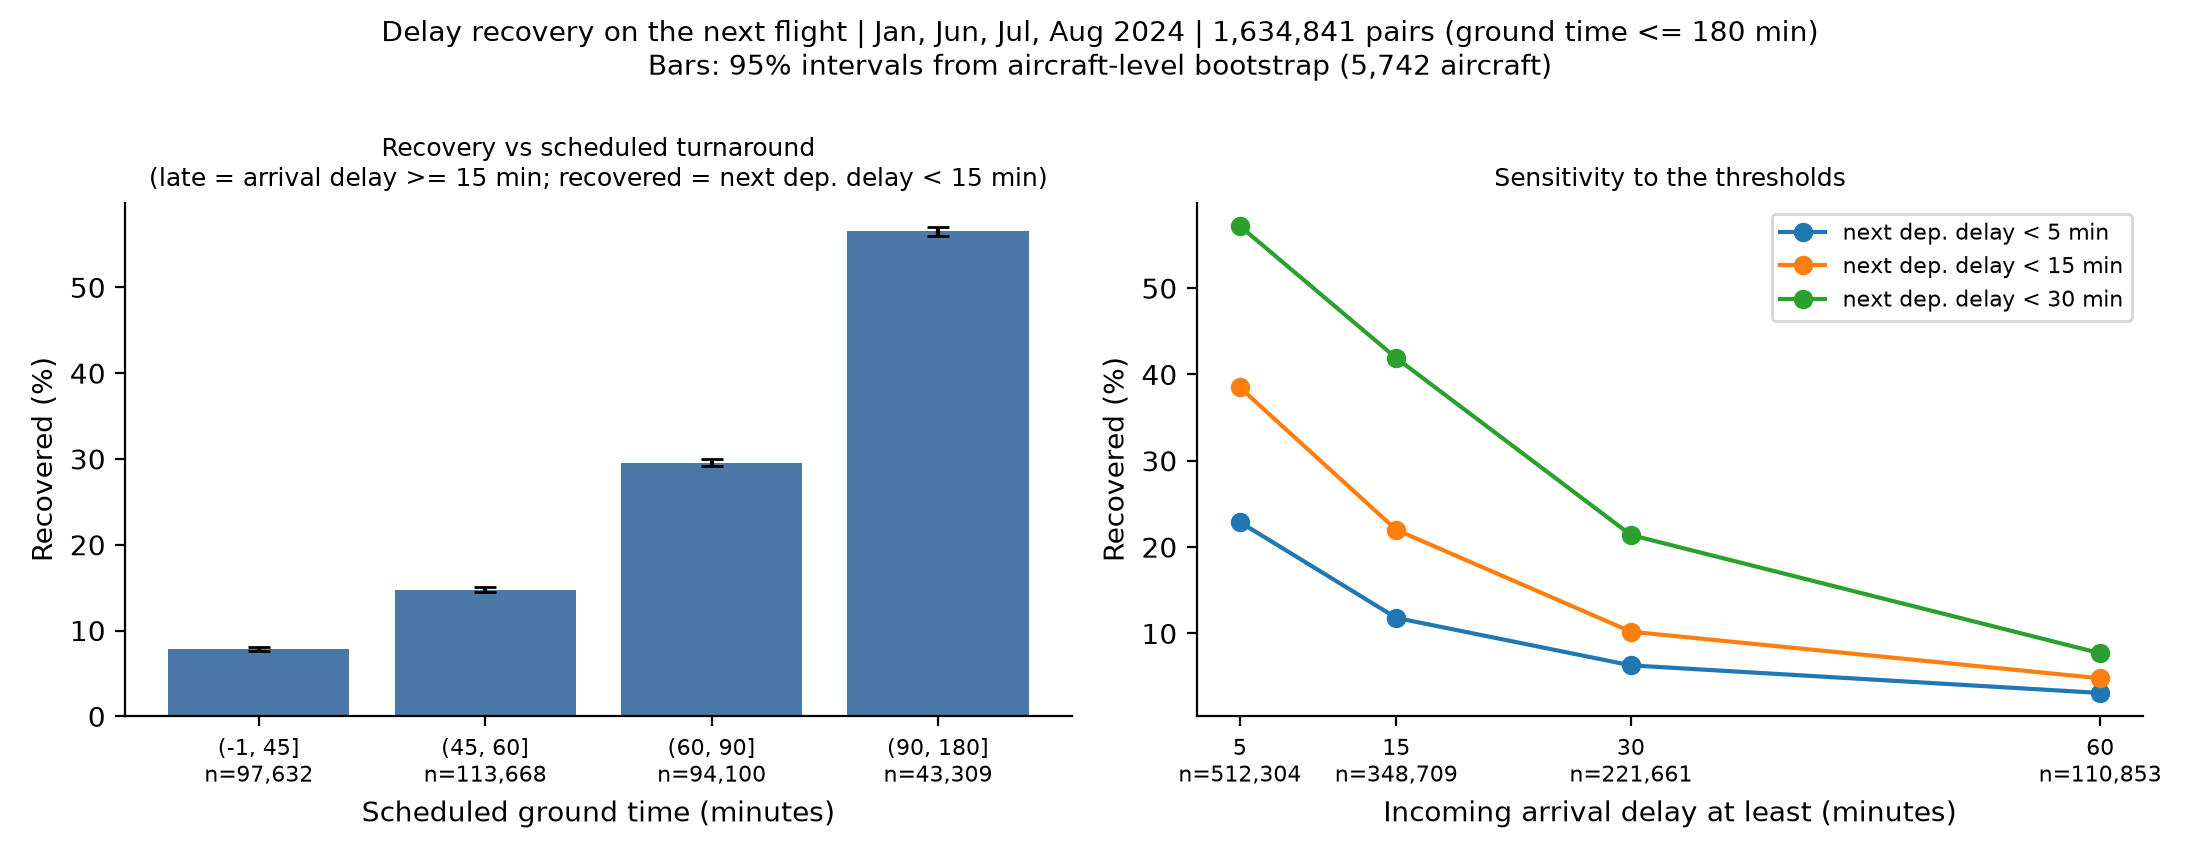 Delay recovery on the next flight | Jan, Jun, Jul, Aug 2024 | 1,634,841 pairs (ground time <= 180 min)
Bars: 95% intervals from aircraft-level bootstrap (5,742 aircraft)
Recovery vs scheduled turnaround
(late = arrival delay >= 15 min; recovered = next dep. delay < 15 min)
Recovered (%)
50
40
30
20
10
0
(-1, 45]
n=97,632
(45, 60]
n=113,668
(60, 90]
n=94,100
(90, 180]
n=43,309
Scheduled ground time (minutes)
Sensitivity to the thresholds
next dep. delay < 5 min
next dep. delay < 15 min
next dep. delay < 30 min
Recovered (%)
50
40
30
20
10
5
n=512,304
15
n=348,709
30
n=221,661
60
n=110,853
Incoming arrival delay at least (minutes)